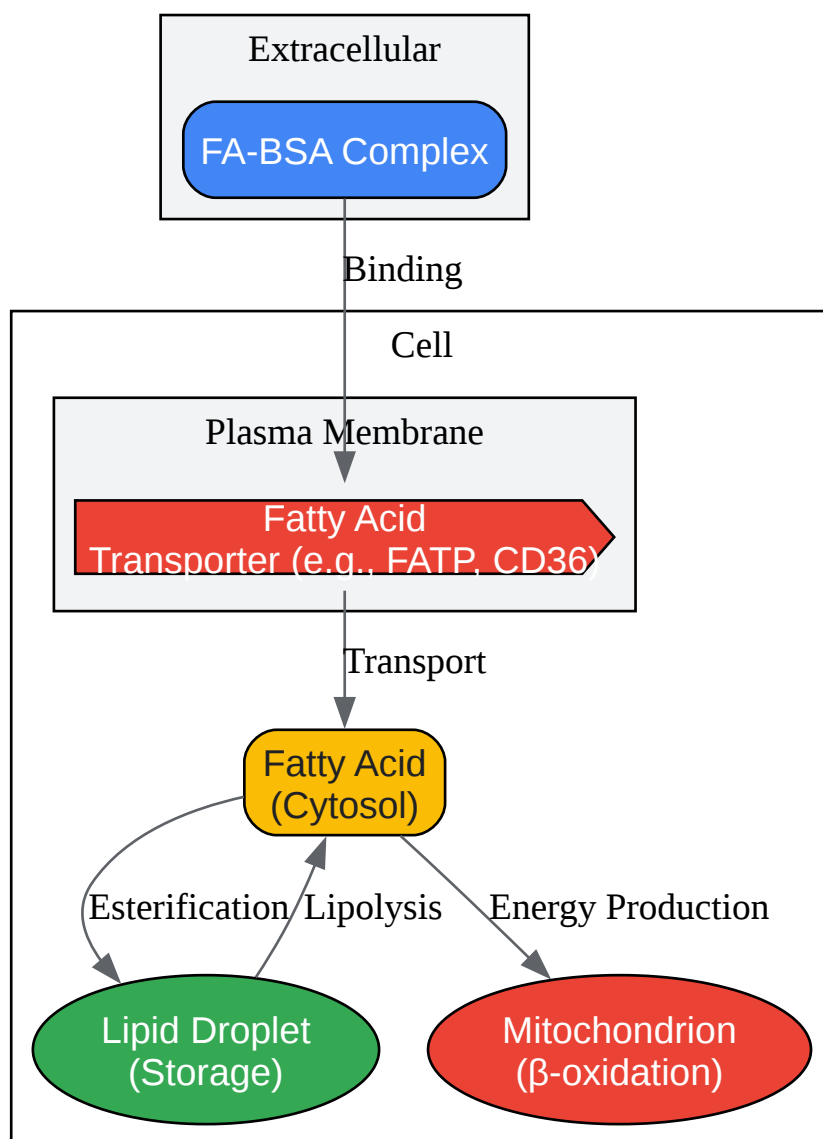 Extracellular
FA-BSA Complex
Binding
Cell
Plasma Membrane
Fatty Acid
Transporter (e.g., FATP, CD36)
Transport
Fatty Acid
(Cytosol)
Esterification
Lipolysis
Energy Production
Lipid Droplet
(Storage)
Mitochondrion
(β-oxidation)